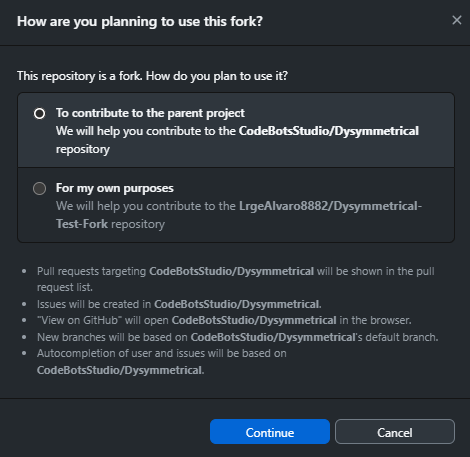 How are you planning to use this fork?
This repository is a fork. How do you plan to use it?
To contribute to the parent project
We will help you contribute to the CodeBotsStudio/Dysymmetrical
repository
For my own purposes
We will help you contribute to the LrgeAlvaro8882/Dysymmetrical-
Test-Fork repository
• Pull requests targeting CodeBotsStudio/Dysymmetrical will be shown in the pull
request list.
• Issues will be created in CodeBotsStudio/Dysymmetrical.
• "View on GitHub" will open CodeBotsStudio/Dysymmetrical in the browser.
• New branches will be based on CodeBotsStudio/Dysymmetrical's default branch.
• Autocompletion of user and issues will be based on
CodeBotsStudio/Dysymmetrical.
Continue
Cancel